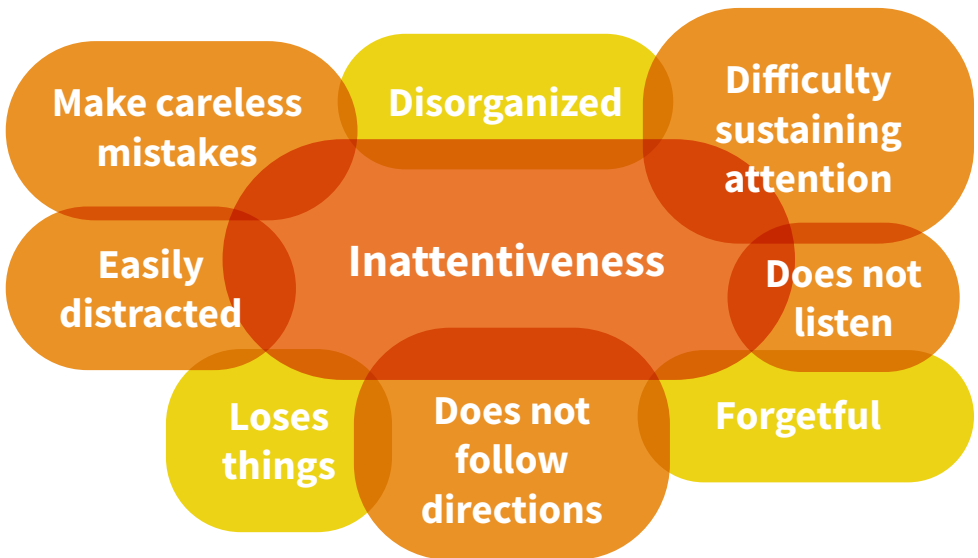 Make careless
mistakes
Disorganized
Difficulty
sustaining
attention
Easily
distracted
Inattentiveness
Does not
listen
Loses
things
Does not
follow
directions
Forgetful